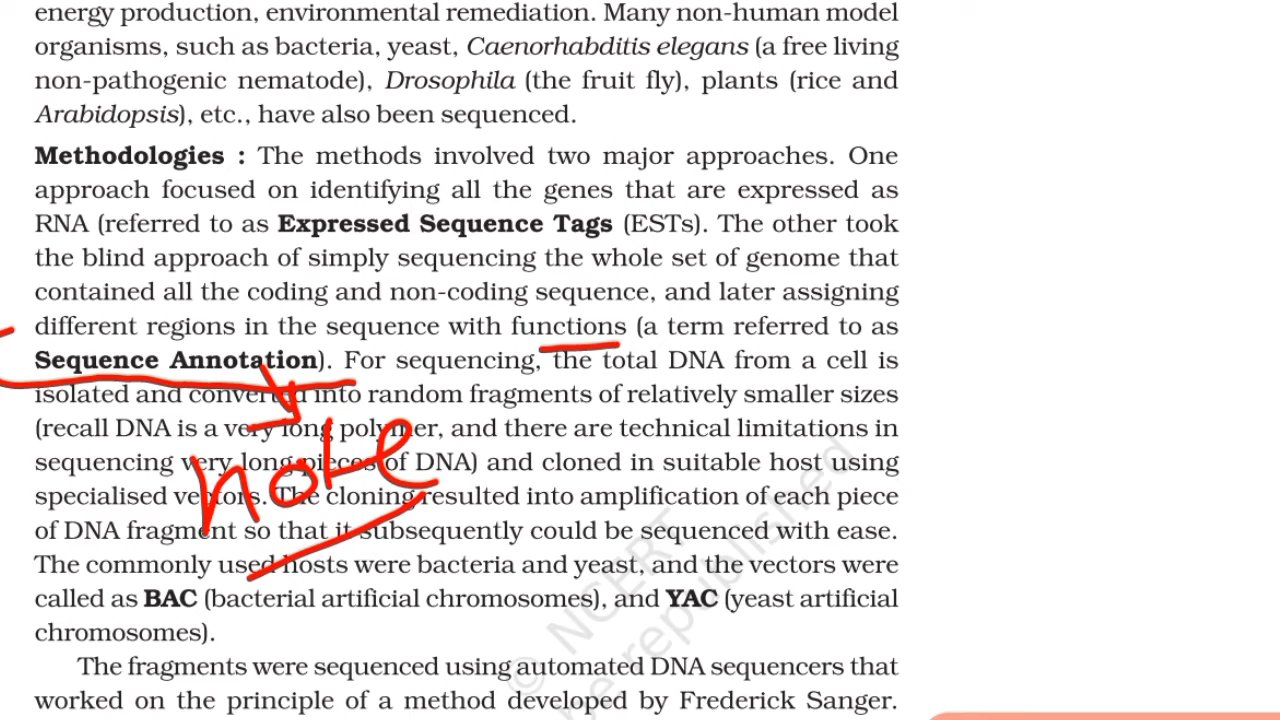 energy production, environmental remediation. Many non-human model
organisms, such as bacteria, yeast, Caenorhabditis elegans (a free living
non-pathogenic nematode), Drosophila (the fruit fly), plants (rice and
Arabidopsis), etc., have also been sequenced.
Methodologies : The methods involved two major approaches. One
approach focused on identifying all the genes that are expressed as
RNA (referred to as Expressed Sequence Tags (ESTs). The other took
the blind approach of simply sequencing the whole set of genome that
contained all the coding and non-coding sequence, and later assigning
different regions in the sequence with functions (a term referred to as
Sequence Annotation). For sequencing, the total DNA from a cell is
isolated and converted into random fragments of relatively smaller sizes
(recall DNA is a very long polymer, and there are technical limitations in
sequencing very long pieces of DNA) and cloned in suitable host using
specialised vectors. The cloning resulted into amplification of each piece
of DNA fragment so that it subsequently could be sequenced with ease.
The commonly used hosts were bacteria and yeast, and the vectors were
called as BAC (bacterial artificial chromosomes), and YAC (yeast artificial
chromosomes).
The fragments were sequenced using automated DNA sequencers that
worked on the principle of a method developed by Frederick Sanger.
note
© NCERT
be republished